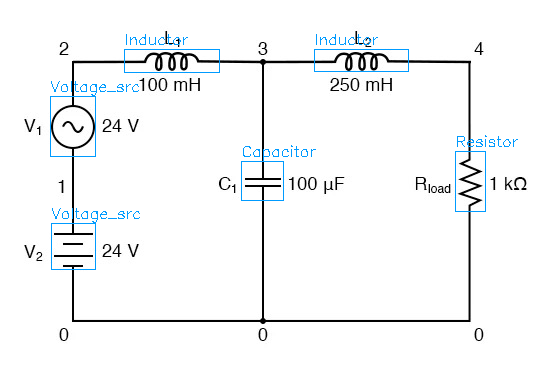 2
Inductor
L1
3
Inductor
L2
4
Voltage_src
100 mH
250 mH
V1
24 V
Resistor
Capacitor
C1
100 µF
Rload
1 kΩ
1
Voltage_src
V2
24 V
0
0
0